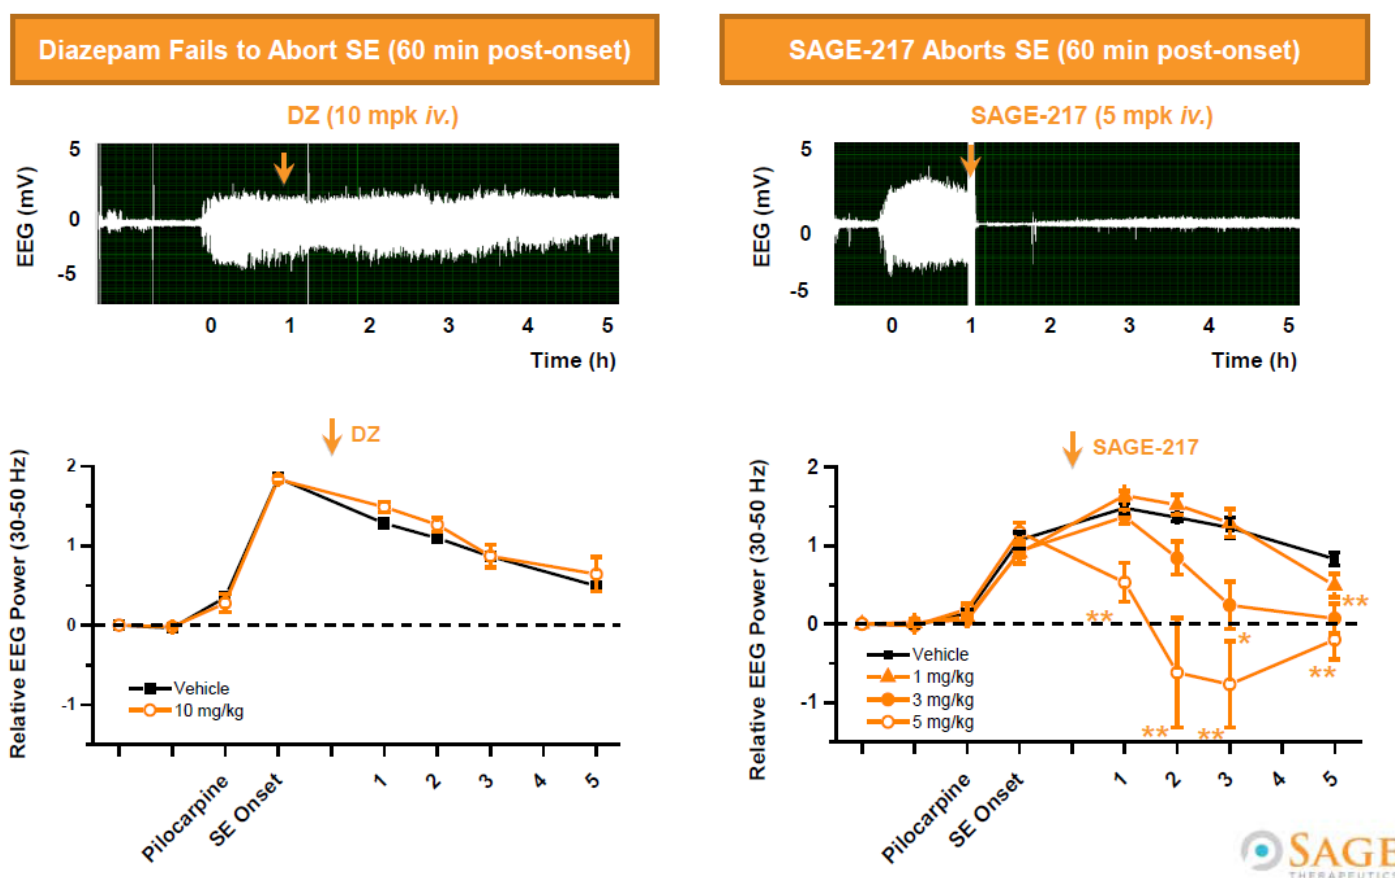 Diazepam Fails to Abort SE (60 min post-onset)
DZ (10 mpk iv.)
EEG (mV)
5
0
-5
0 1 2 3 4 5
Time (h)
SAGE-217 Aborts SE (60 min post-onset)
SAGE-217 (5 mpk iv.)
EEG (mV)
5
0
-5
0 1 2 3 4 5
Time (h)
DZ
Relative EEG Power (30-50 Hz)
2
1
0
-1
Vehicle
10 mg/kg
Pilocarpine
SE Onset
1 2 3 4 5
SAGE-217
Relative EEG Power (30-50 Hz)
2
1
0
-1
**
**
**
*
**
**
Vehicle
1 mg/kg
3 mg/kg
5 mg/kg
Pilocarpine
SE Onset
1 2 3 4 5
SAGE
THERAPEUTICS